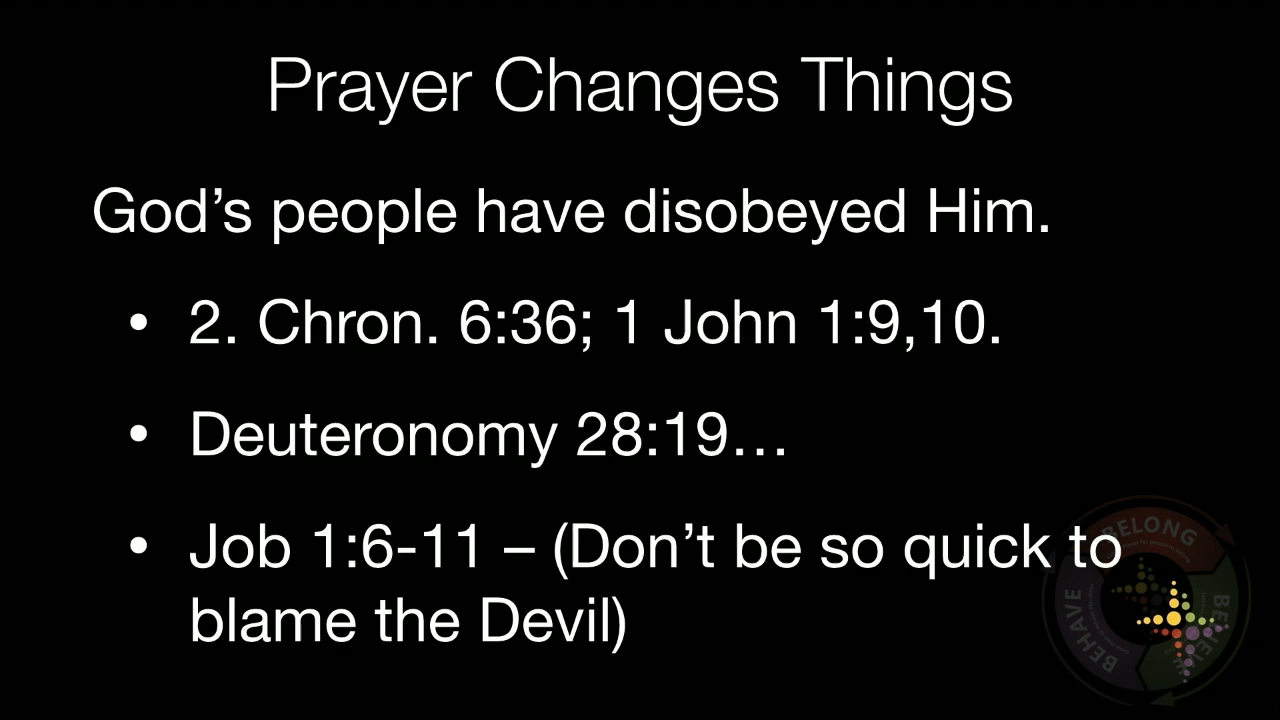 Prayer Changes Things
God’s people have disobeyed Him.
• 2. Chron. 6:36; 1 John 1:9,10.
• Deuteronomy 28:19…
• Job 1:6-11 – (Don’t be so quick to
blame the Devil)
BELONG
BEHAVE